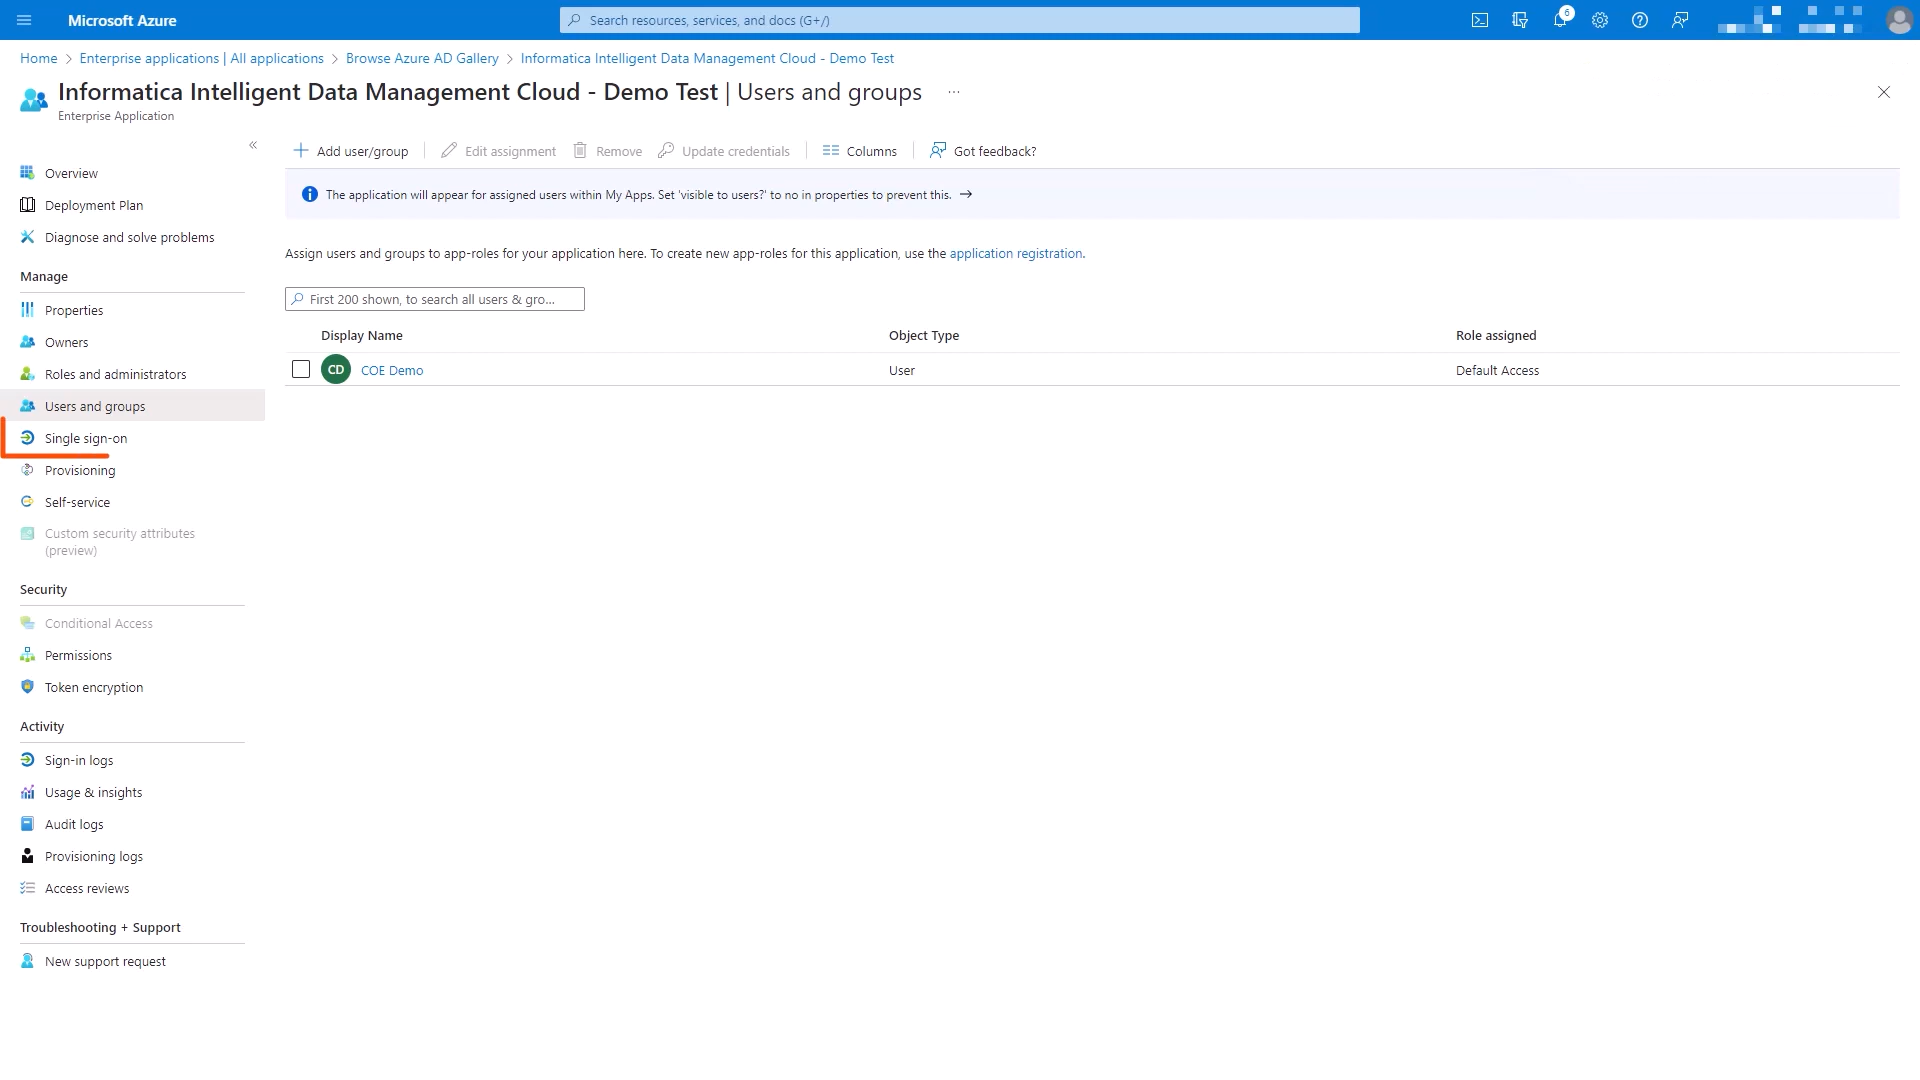 Microsoft Azure
Search resources, services, and docs (G+/)
6
Home > Enterprise applications | All applications > Browse Azure AD Gallery > Informatica Intelligent Data Management Cloud - Demo Test
Informatica Intelligent Data Management Cloud - Demo Test | Users and groups ...
Enterprise Application
«
Overview
Deployment Plan
Diagnose and solve problems
Manage
Properties
Owners
Roles and administrators
Users and groups
Single sign-on
Provisioning
Self-service
Custom security attributes
(preview)
Security
Conditional Access
Permissions
Token encryption
Activity
Sign-in logs
Usage & insights
Audit logs
Provisioning logs
Access reviews
Troubleshooting + Support
New support request
Add user/group
Edit assignment
Remove
Update credentials
Columns
Got feedback?
The application will appear for assigned users within My Apps. Set 'visible to users?' to no in properties to prevent this. →
Assign users and groups to app-roles for your application here. To create new app-roles for this application, use the application registration.
First 200 shown, to search all users & gro...
Display Name Object Type Role assigned
CD COE Demo User Default Access